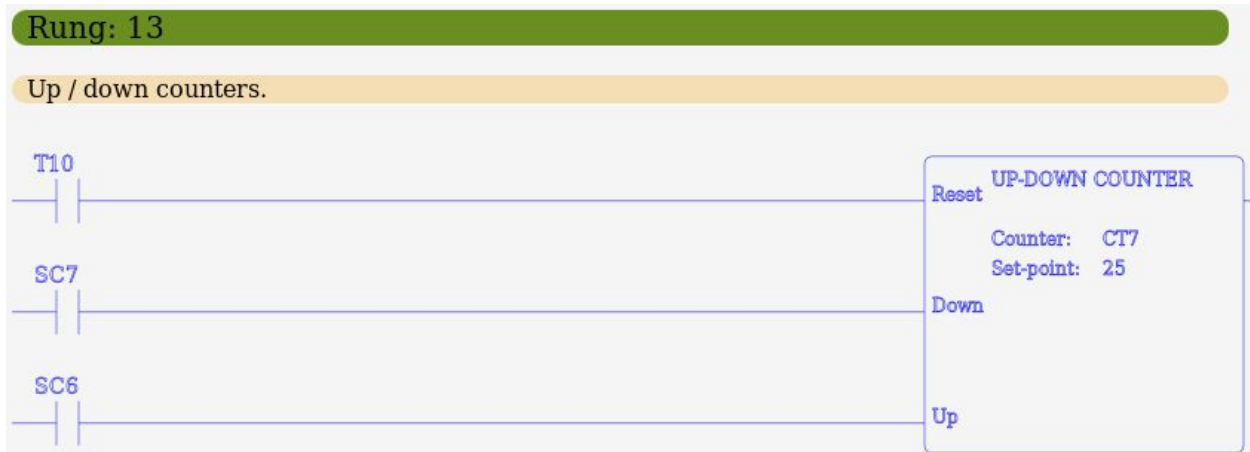 Rung: 13
Up / down counters.
T10
Reset UP-DOWN COUNTER
Counter: CT7
SC7
Set-point: 25
Down
SC6
Up